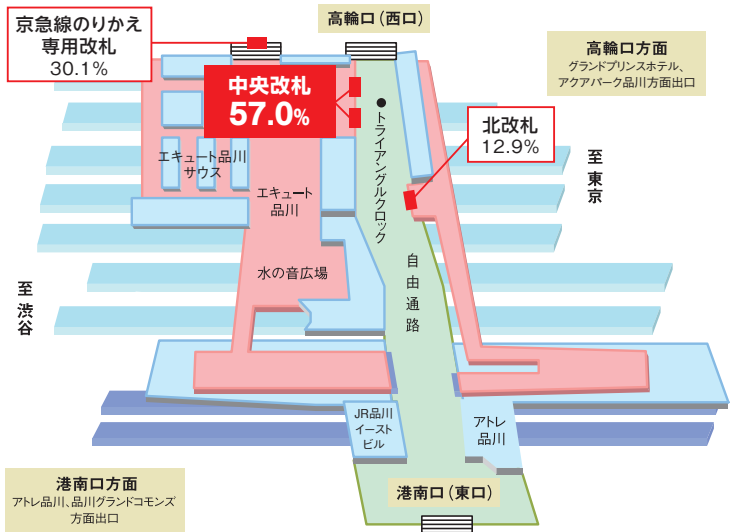 京急線のりかえ
専用改札
30.1%
高輪口(西口)
高輪口方面
グランドプリンスホテル、
アクアパーク品川方面出口
中央改札
57.0%
北改札
12.9%
トライアングルクロック
エキュート品川
サウス
エキュート
品川
至東京
水の音広場
自由通路
至渋谷
JR品川
イースト
ビル
アトレ
品川
港南口方面
アトレ品川、品川グランドコモンズ
方面出口
港南口(東口)